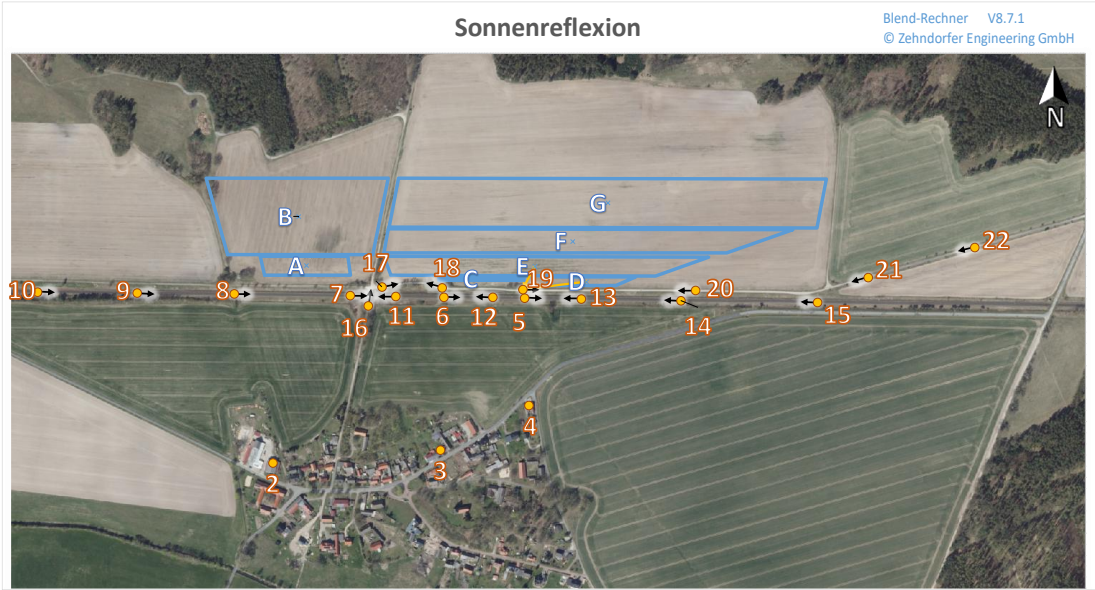 Sonnenreflexion
Blend-Rechner V8.7.1
© Zehndorfer Engineering GmbH
N
G
B
F
22
A
17
18
E
19
D
C
21
10
9
8
7
20
16
11
6
12
5
13
14
15
4
3
2